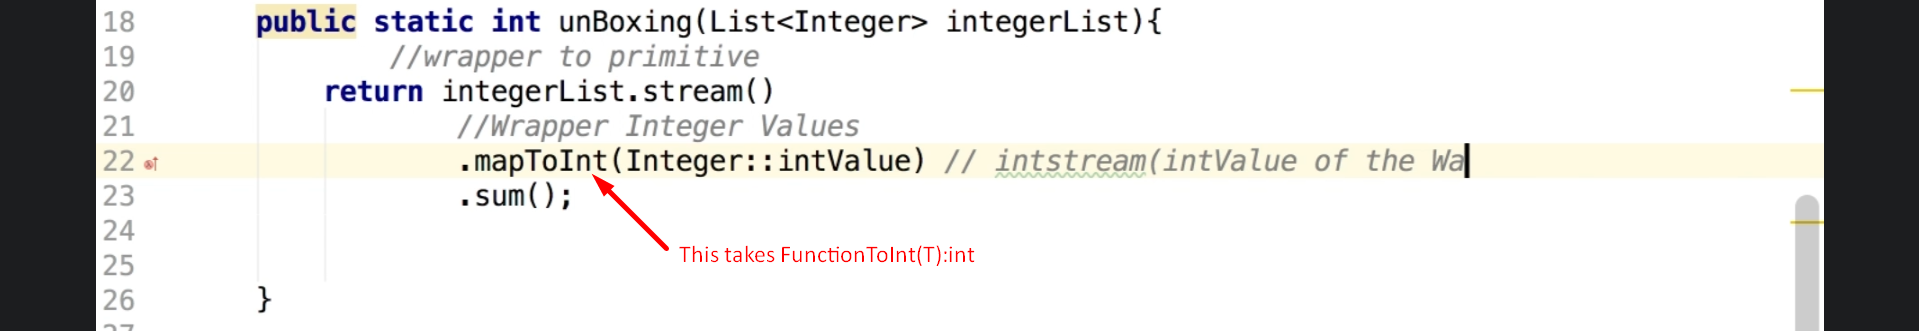 18 public static int unBoxing(List<Integer> integerList){
19 //wrapper to primitive
20 return integerList.stream()
21 //Wrapper Integer Values
22 .mapToInt(Integer::intValue) // intstream(intValue of the Wa
23 .sum();
24
This takes FunctionToInt(T):int
25
26 }
27